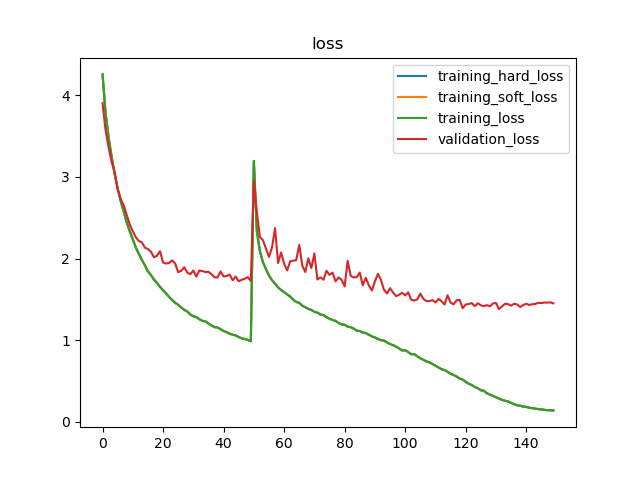 loss
training_hard_loss
training_soft_loss
training_loss
validation_loss
4
3
2
1
0
0 20 40 60 80 100 120 140